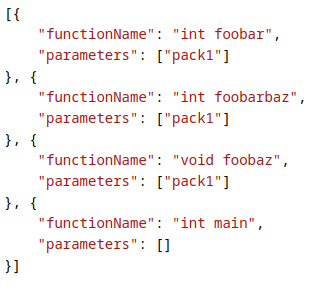 [{
    "functionName": "int foobar",
    "parameters": ["pack1"]
}, {
    "functionName": "int foobarbaz",
    "parameters": ["pack1"]
}, {
    "functionName": "void foobaz",
    "parameters": ["pack1"]
}, {
    "functionName": "int main",
    "parameters": []
}]